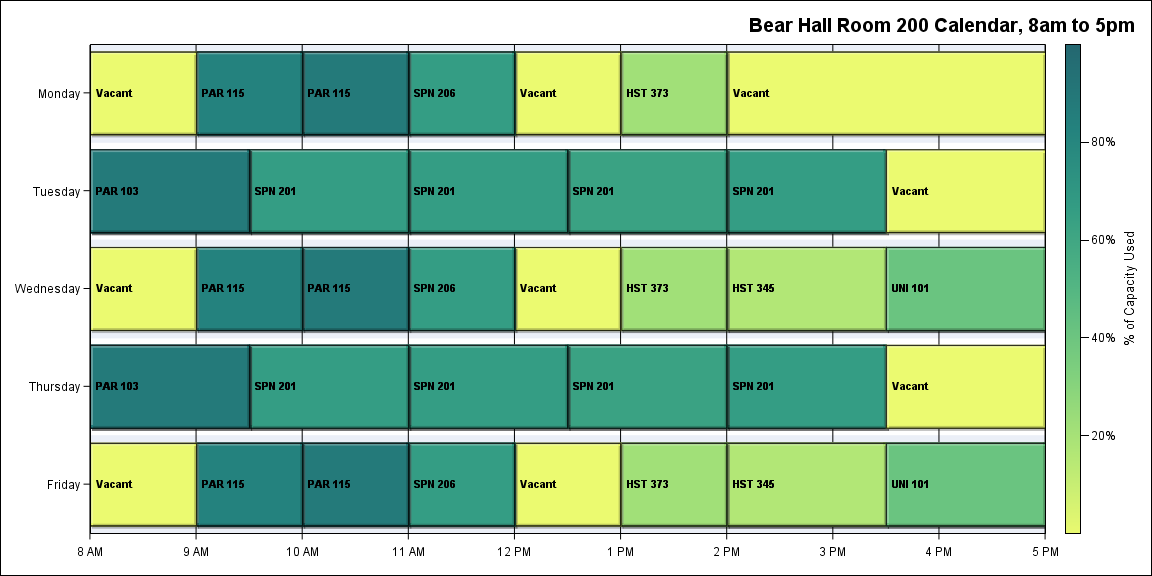 Bear Hall Room 200 Calendar, 8am to 5pm
Monday
Vacant
PAR 115
PAR 115
SPN 206
Vacant
HST 373
Vacant
Tuesday
PAR 103
SPN 201
SPN 201
SPN 201
SPN 201
Vacant
Wednesday
Vacant
PAR 115
PAR 115
SPN 206
Vacant
HST 373
HST 345
UNI 101
Thursday
PAR 103
SPN 201
SPN 201
SPN 201
SPN 201
Vacant
Friday
Vacant
PAR 115
PAR 115
SPN 206
Vacant
HST 373
HST 345
UNI 101
8 AM
9 AM
10 AM
11 AM
12 PM
1 PM
2 PM
3 PM
4 PM
5 PM
80%
60%
40%
20%
% of Capacity Used